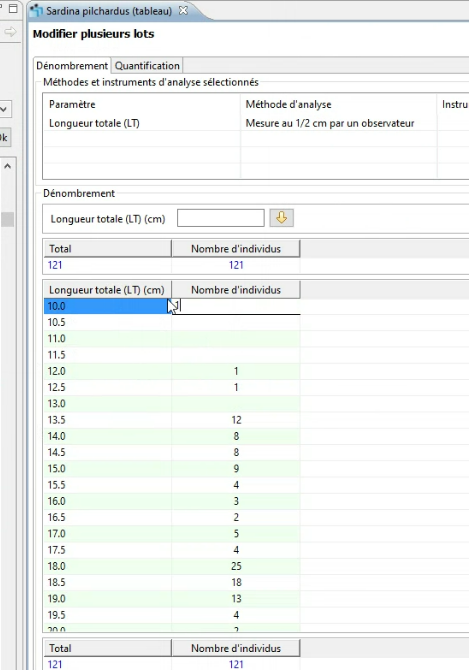 Sardina pilchardus (tableau)
Modifier plusieurs lots
Dénombrement Quantification
Méthodes et instruments d'analyse sélectionnés
Paramètre Méthode d'analyse Instru
Longueur totale (LT) Mesure au 1/2 cm par un observateur
Ok
Dénombrement
Longueur totale (LT) (cm)
Total Nombre d'individus
121 121
Longueur totale (LT) (cm) Nombre d'individus
10.0 1
10.5
11.0
11.5
12.0 1
12.5 1
13.0
13.5 12
14.0 8
14.5 8
15.0 9
15.5 4
16.0 3
16.5 2
17.0 5
17.5 4
18.0 25
18.5 18
19.0 13
19.5 4
20.0 2
Total Nombre d'individus
121 121